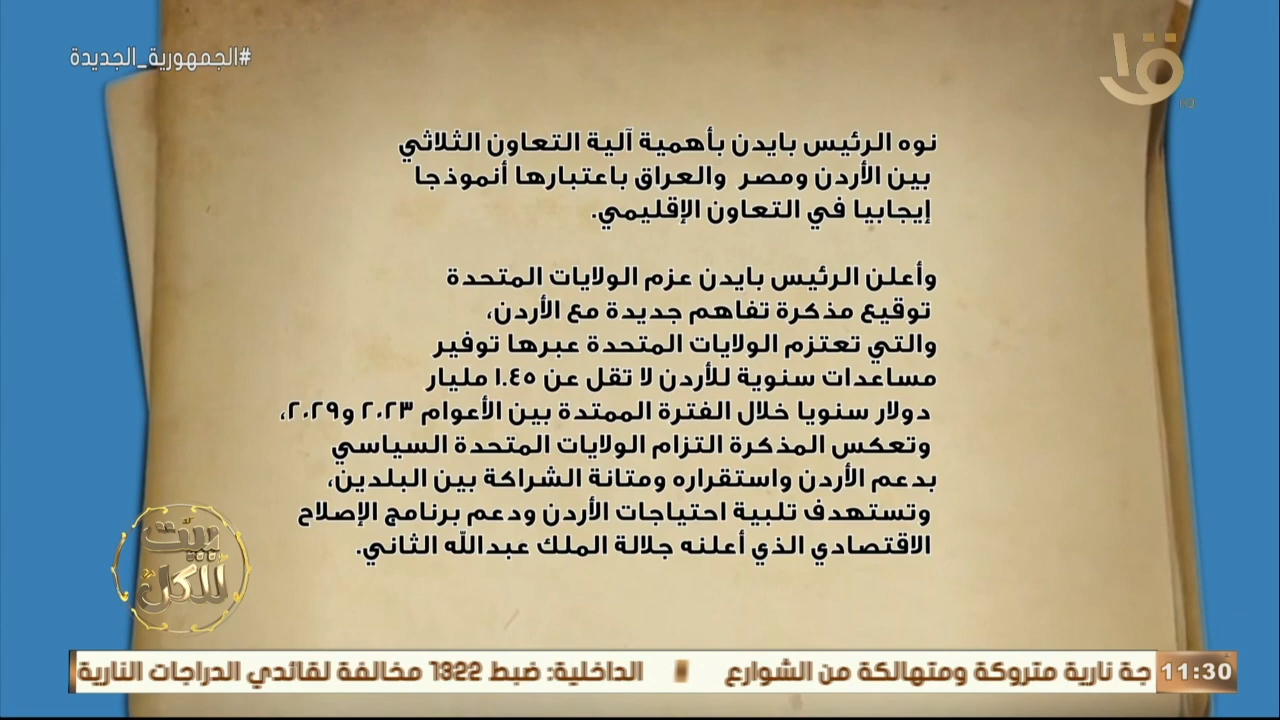 #الجمهورية_الجديدة
نوه الرئيس بايدن بأهمية آلية التعاون الثلاثي
بين الأردن ومصر والعراق باعتبارها أنموذجا
إيجابيا في التعاون الإقليمي.
وأعلن الرئيس بايدن عزم الولايات المتحدة
توقيع مذكرة تفاهم جديدة مع الأردن،
والتي تعتزم الولايات المتحدة عبرها توفير
مساعدات سنوية للأردن لا تقل عن ١.٤٥ مليار
دولار سنويا خلال الفترة الممتدة بين الأعوام ٢٠٢٣ و٢٠٢٩،
وتعكس المذكرة التزام الولايات المتحدة السياسي
بدعم الأردن واستقراره ومتانة الشراكة بين البلدين،
وتستهدف تلبية احتياجات الأردن ودعم برنامج الإصلاح
الاقتصادي الذي أعلنه جلالة الملك عبدالله الثاني.
بيت
للكل
11:30 جة نارية متروكة ومتهالكة من الشوارع الداخلية: ضبط 1322 مخالفة لقائدي الدراجات النارية